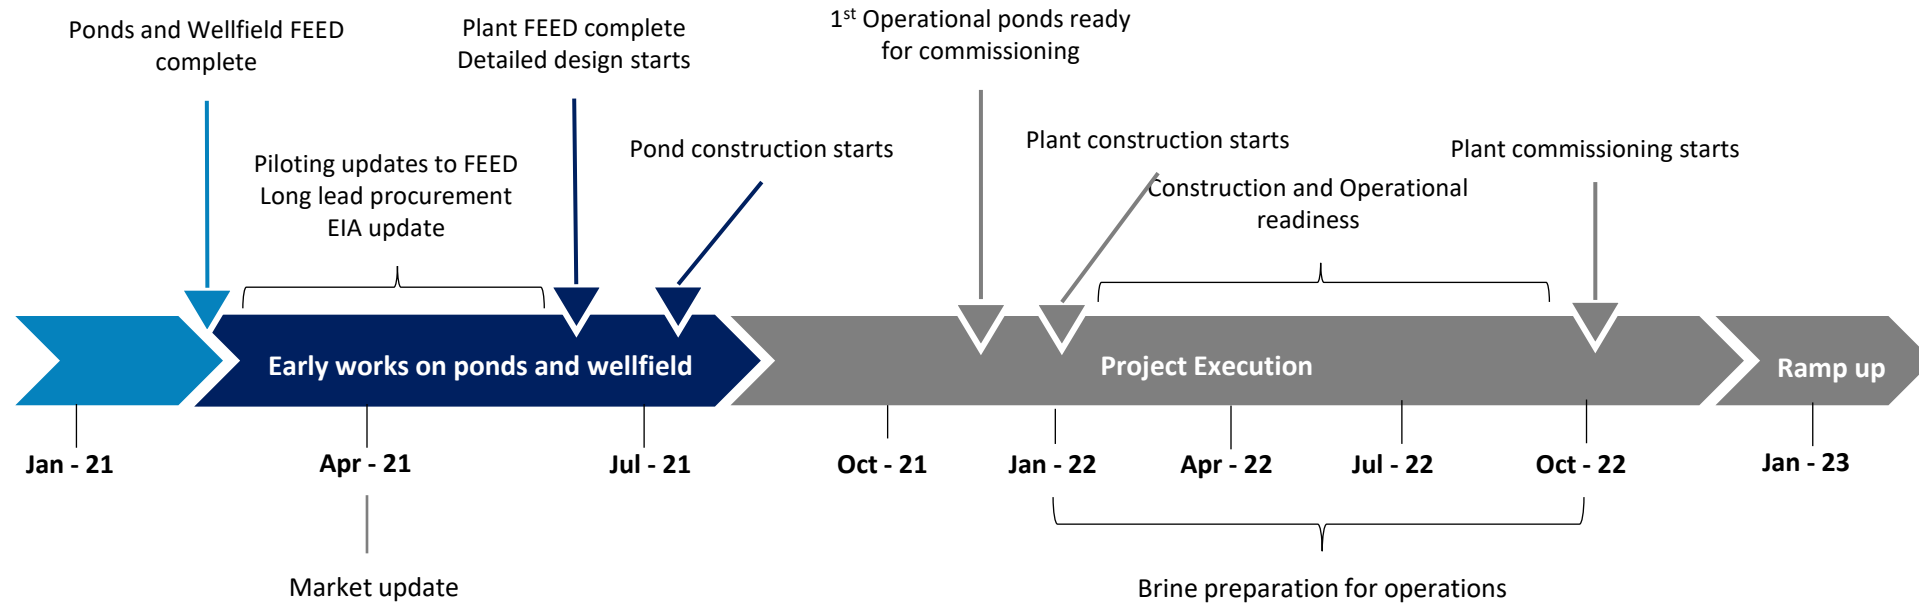 Ponds and Wellfield FEED
complete
Plant FEED complete
Detailed design starts
1st Operational ponds ready
for commissioning
Piloting updates to FEED
Long lead procurement
EIA update
Pond construction starts
Plant construction starts
Construction and Operational
readiness
Plant commissioning starts
Early works on ponds and wellfield
Project Execution
Ramp up
Jan - 21
Apr - 21
Jul - 21
Oct - 21
Jan - 22
Apr - 22
Jul - 22
Oct - 22
Jan - 23
Market update
Brine preparation for operations